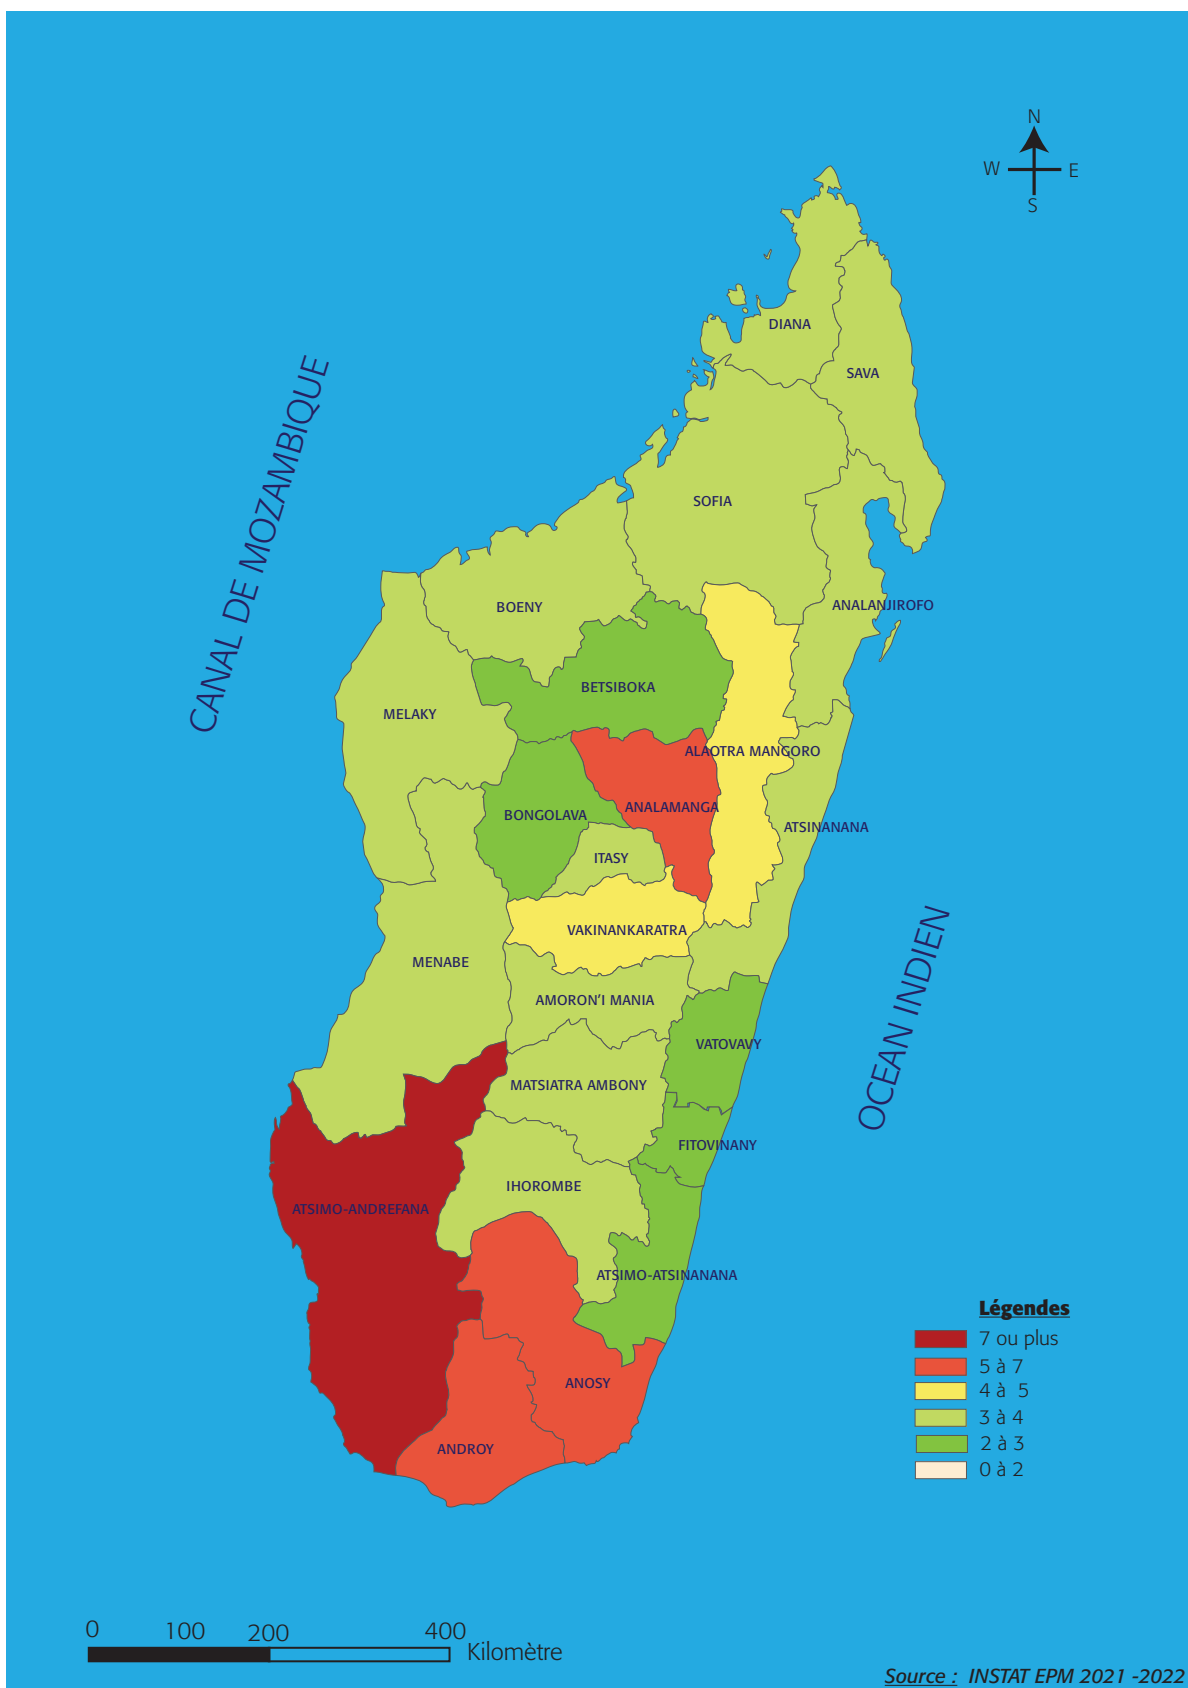 N
W E
S
DIANA
SAVA
CANAL DE MOZAMBIQUE
SOFIA
BOENY
ANALANJIROFO
BETSIBOKA
MELAKY
ALAOTRA MANGORO
ANALAMANGA
BONGOLAVA
ATSINANANA
ITASY
VAKINANKARATRA
MENABE
AMORON'I MANIA
OCEAN INDIEN
VATOVAVY
MATSIATRA AMBONY
FITOVINANY
IHOROMBE
ATSIMO-ANDREFANA
ATSIMO-ATSINANANA
ANOSY
ANDROY
Légendes
7 ou plus
5 à 7
4 à 5
3 à 4
2 à 3
0 à 2
0 100 200 400
Kilomètre
Source : INSTAT EPM 2021 -2022